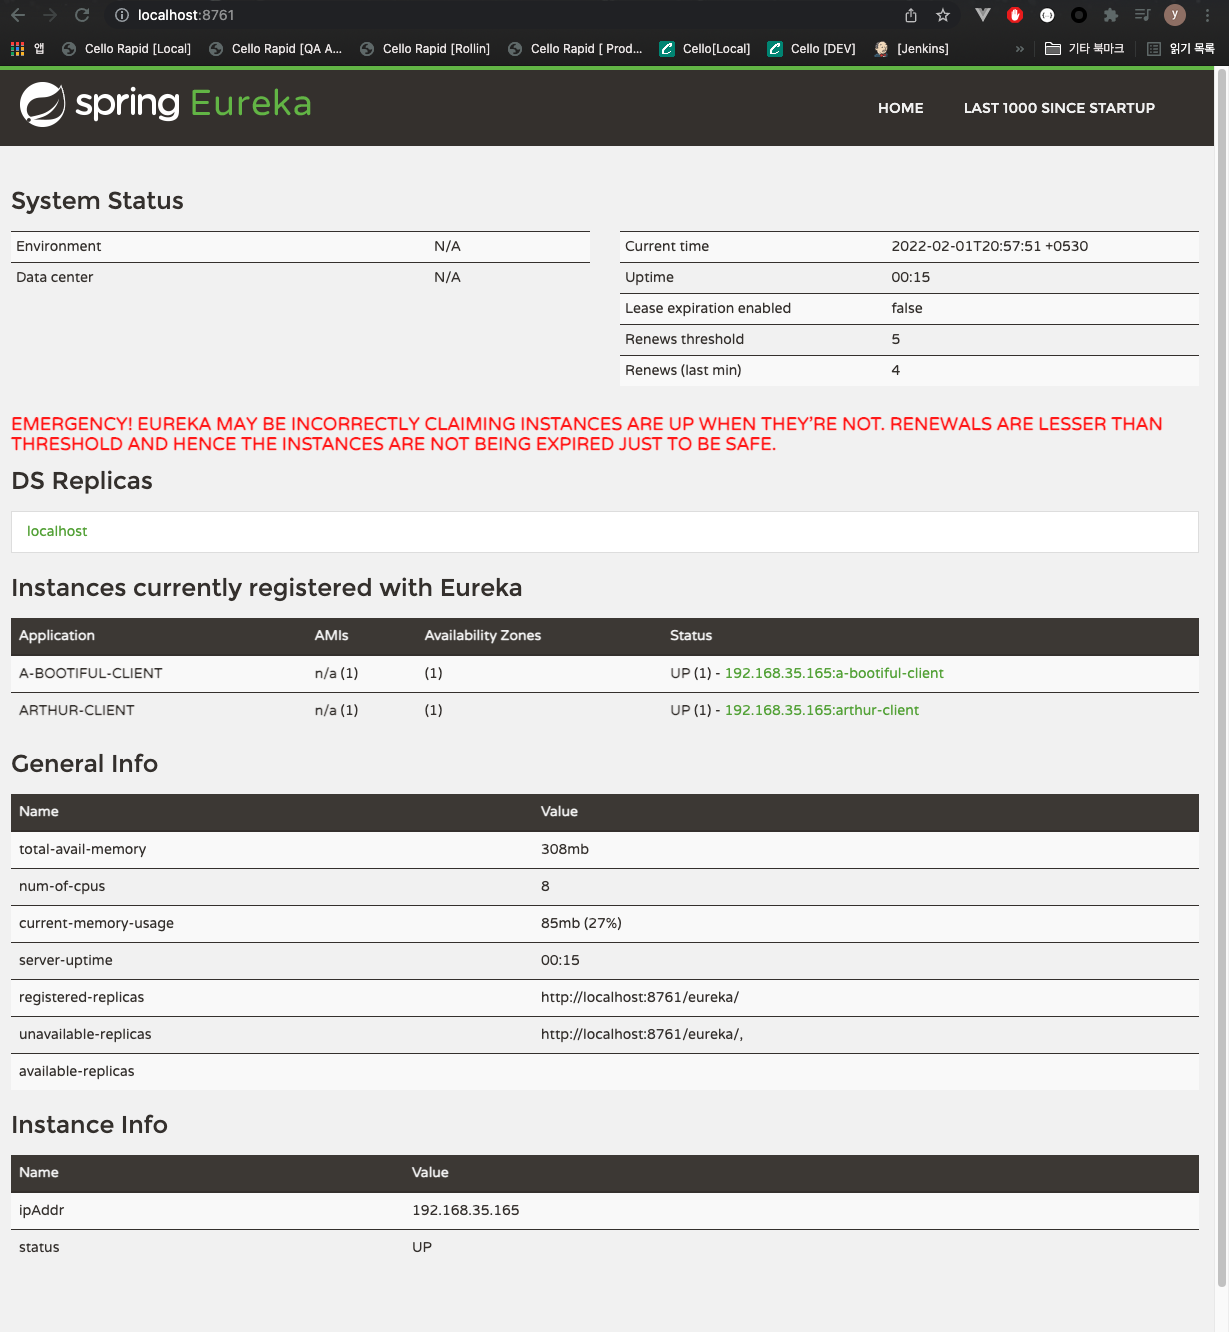 localhost:8761
y
앱 Cello Rapid [Local] Cello Rapid [QA A... Cello Rapid [Rollin] Cello Rapid [ Prod... Cello[Local] Cello [DEV] [Jenkins] » 기타 북마크 읽기 목록
spring Eureka
HOME LAST 1000 SINCE STARTUP
System Status
Environment N/A
Data center N/A
Current time 2022-02-01T20:57:51 +0530
Uptime 00:15
Lease expiration enabled false
Renews threshold 5
Renews (last min) 4
EMERGENCY! EUREKA MAY BE INCORRECTLY CLAIMING INSTANCES ARE UP WHEN THEY'RE NOT. RENEWALS ARE LESSER THAN
THRESHOLD AND HENCE THE INSTANCES ARE NOT BEING EXPIRED JUST TO BE SAFE.
DS Replicas
localhost
Instances currently registered with Eureka
Application AMIs Availability Zones Status
A-BOOTIFUL-CLIENT n/a (1) (1) UP (1) - 192.168.35.165:a-bootiful-client
ARTHUR-CLIENT n/a (1) (1) UP (1) - 192.168.35.165:arthur-client
General Info
Name Value
total-avail-memory 308mb
num-of-cpus 8
current-memory-usage 85mb (27%)
server-uptime 00:15
registered-replicas http://localhost:8761/eureka/
unavailable-replicas http://localhost:8761/eureka/,
available-replicas
Instance Info
Name Value
ipAddr 192.168.35.165
status UP